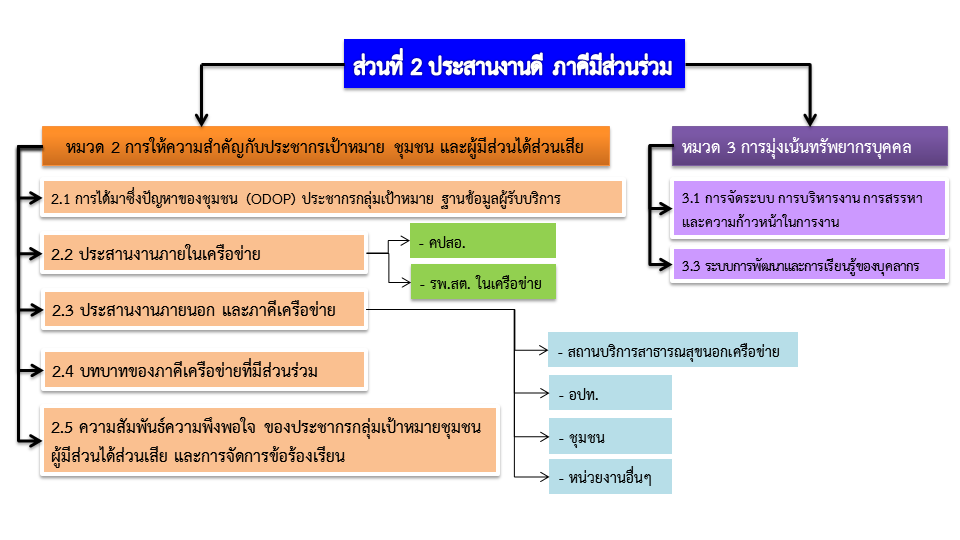 ส่วนที่ 2 ประสานงานดี ภาคีมีส่วนร่วม
หมวด 2 การให้ความสำคัญกับประชากรเป้าหมาย ชุมชน และผู้มีส่วนได้ส่วนเสีย
2.1 การได้มาซึ่งปัญหาของชุมชน (ODOP) ประชากรกลุ่มเป้าหมาย ฐานข้อมูลผู้รับบริการ
2.2 ประสานงานภายในเครือข่าย
- คปสอ.
- รพ.สต. ในเครือข่าย
2.3 ประสานงานภายนอก และภาคีเครือข่าย
- สถานบริการสาธารณสุขนอกเครือข่าย
- อปท.
- ชุมชน
- หน่วยงานอื่นๆ
2.4 บทบาทของภาคีเครือข่ายที่มีส่วนร่วม
2.5 ความสัมพันธ์ความพึงพอใจ ของประชากรกลุ่มเป้าหมายชุมชน
ผู้มีส่วนได้ส่วนเสีย และการจัดการข้อร้องเรียน
หมวด 3 การมุ่งเน้นทรัพยากรบุคคล
3.1 การจัดระบบ การบริหารงาน การสรรหา
และความก้าวหน้าในการงาน
3.3 ระบบการพัฒนาและการเรียนรู้ของบุคลากร